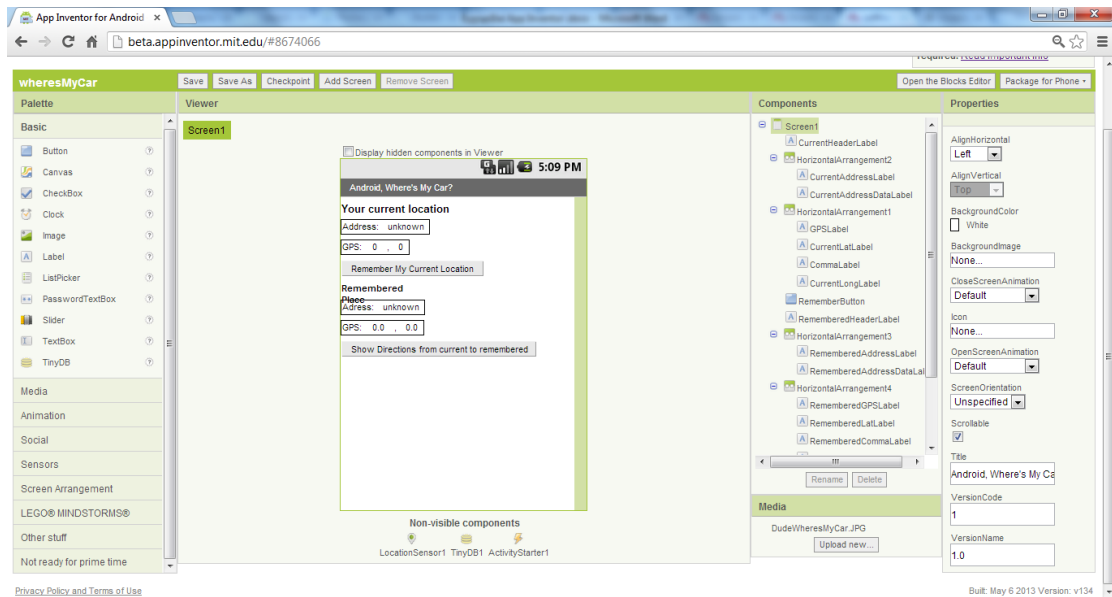 App Inventor for Android
beta.appinventor.mit.edu/#8674066
required. Read important info
wheresMyCar
Save
Save As
Checkpoint
Add Screen
Remove Screen
Open the Blocks Editor
Package for Phone
Palette
Basic
Button
Canvas
CheckBox
Clock
Image
Label
ListPicker
PasswordTextBox
Slider
TextBox
TinyDB
Media
Animation
Social
Sensors
Screen Arrangement
LEGO® MINDSTORMS®
Other stuff
Not ready for prime time
Viewer
Screen1
Display hidden components in Viewer
5:09 PM
Android, Where's My Car?
Your current location
Address: unknown
GPS: 0 , 0
Remember My Current Location
Remembered
Place
Adress: unknown
GPS: 0.0 , 0.0
Show Directions from current to remembered
Non-visible components
LocationSensor1 TinyDB1 ActivityStarter1
Components
Screen1
CurrentHeaderLabel
HorizontalArrangement2
CurrentAddressLabel
CurrentAddressDataLabel
HorizontalArrangement1
GPSLabel
CurrentLatLabel
CommaLabel
CurrentLongLabel
RememberButton
RememberedHeaderLabel
HorizontalArrangement3
RememberedAddressLabel
RememberedAddressDataLal
HorizontalArrangement4
RememberedGPSLabel
RememberedLatLabel
RememberedCommaLabel
Rename
Delete
Media
DudeWheresMyCar.JPG
Upload new...
Properties
AlignHorizontal
Left
AlignVertical
Top
BackgroundColor
White
BackgroundImage
None...
CloseScreenAnimation
Default
Icon
None...
OpenScreenAnimation
Default
ScreenOrientation
Unspecified
Scrollable
Title
Android, Where's My Ca
VersionCode
1
VersionName
1.0
Privacy Policy and Terms of Use
Built: May 6 2013 Version: v134